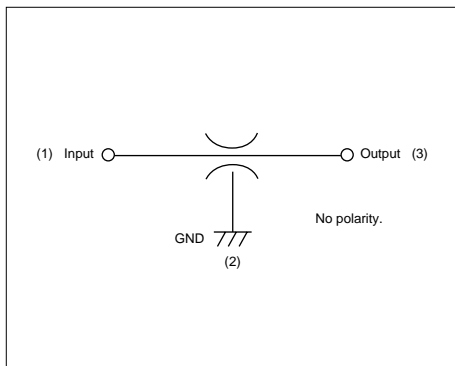 (1) Input Output (3)
No polarity.
GND
(2)